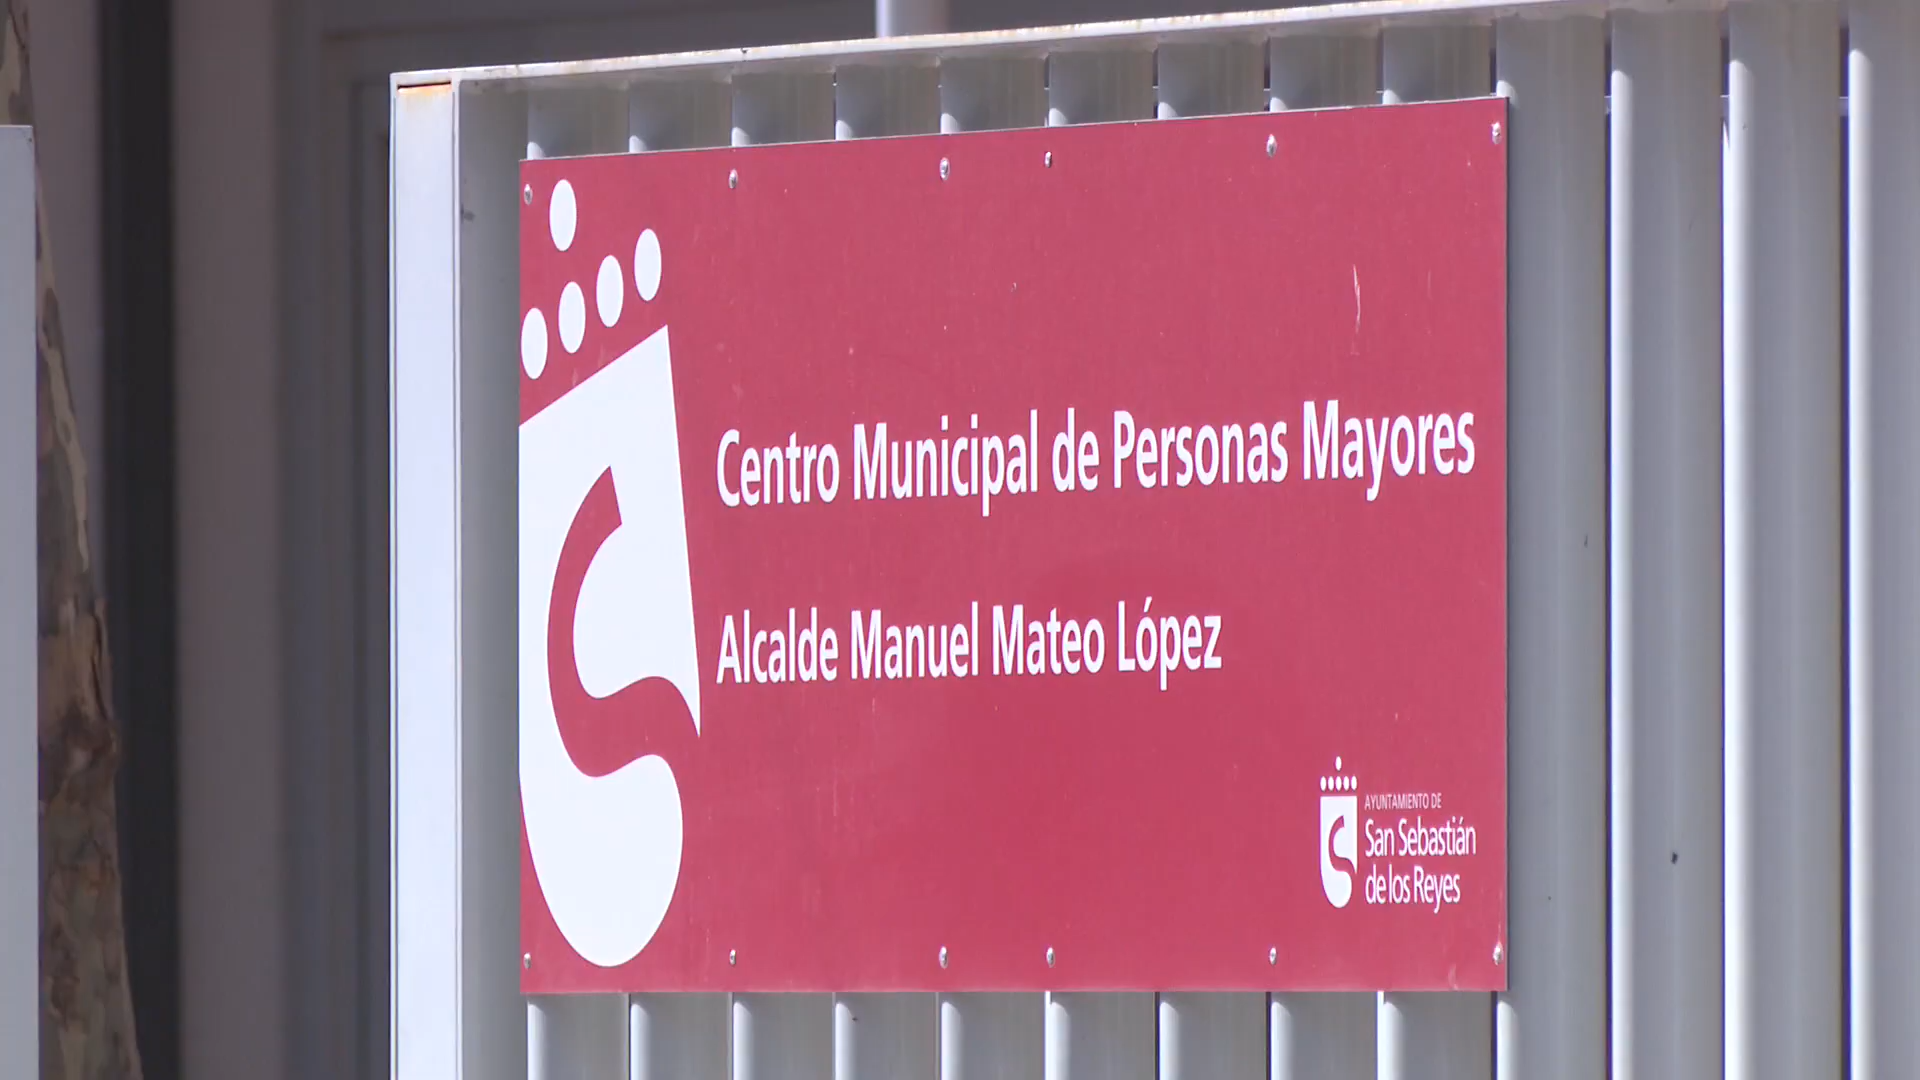 Centro Municipal de Personas Mayores
Alcalde Manuel Mateo López
AYUNTAMIENTO DE
San Sebastián
de los Reyes